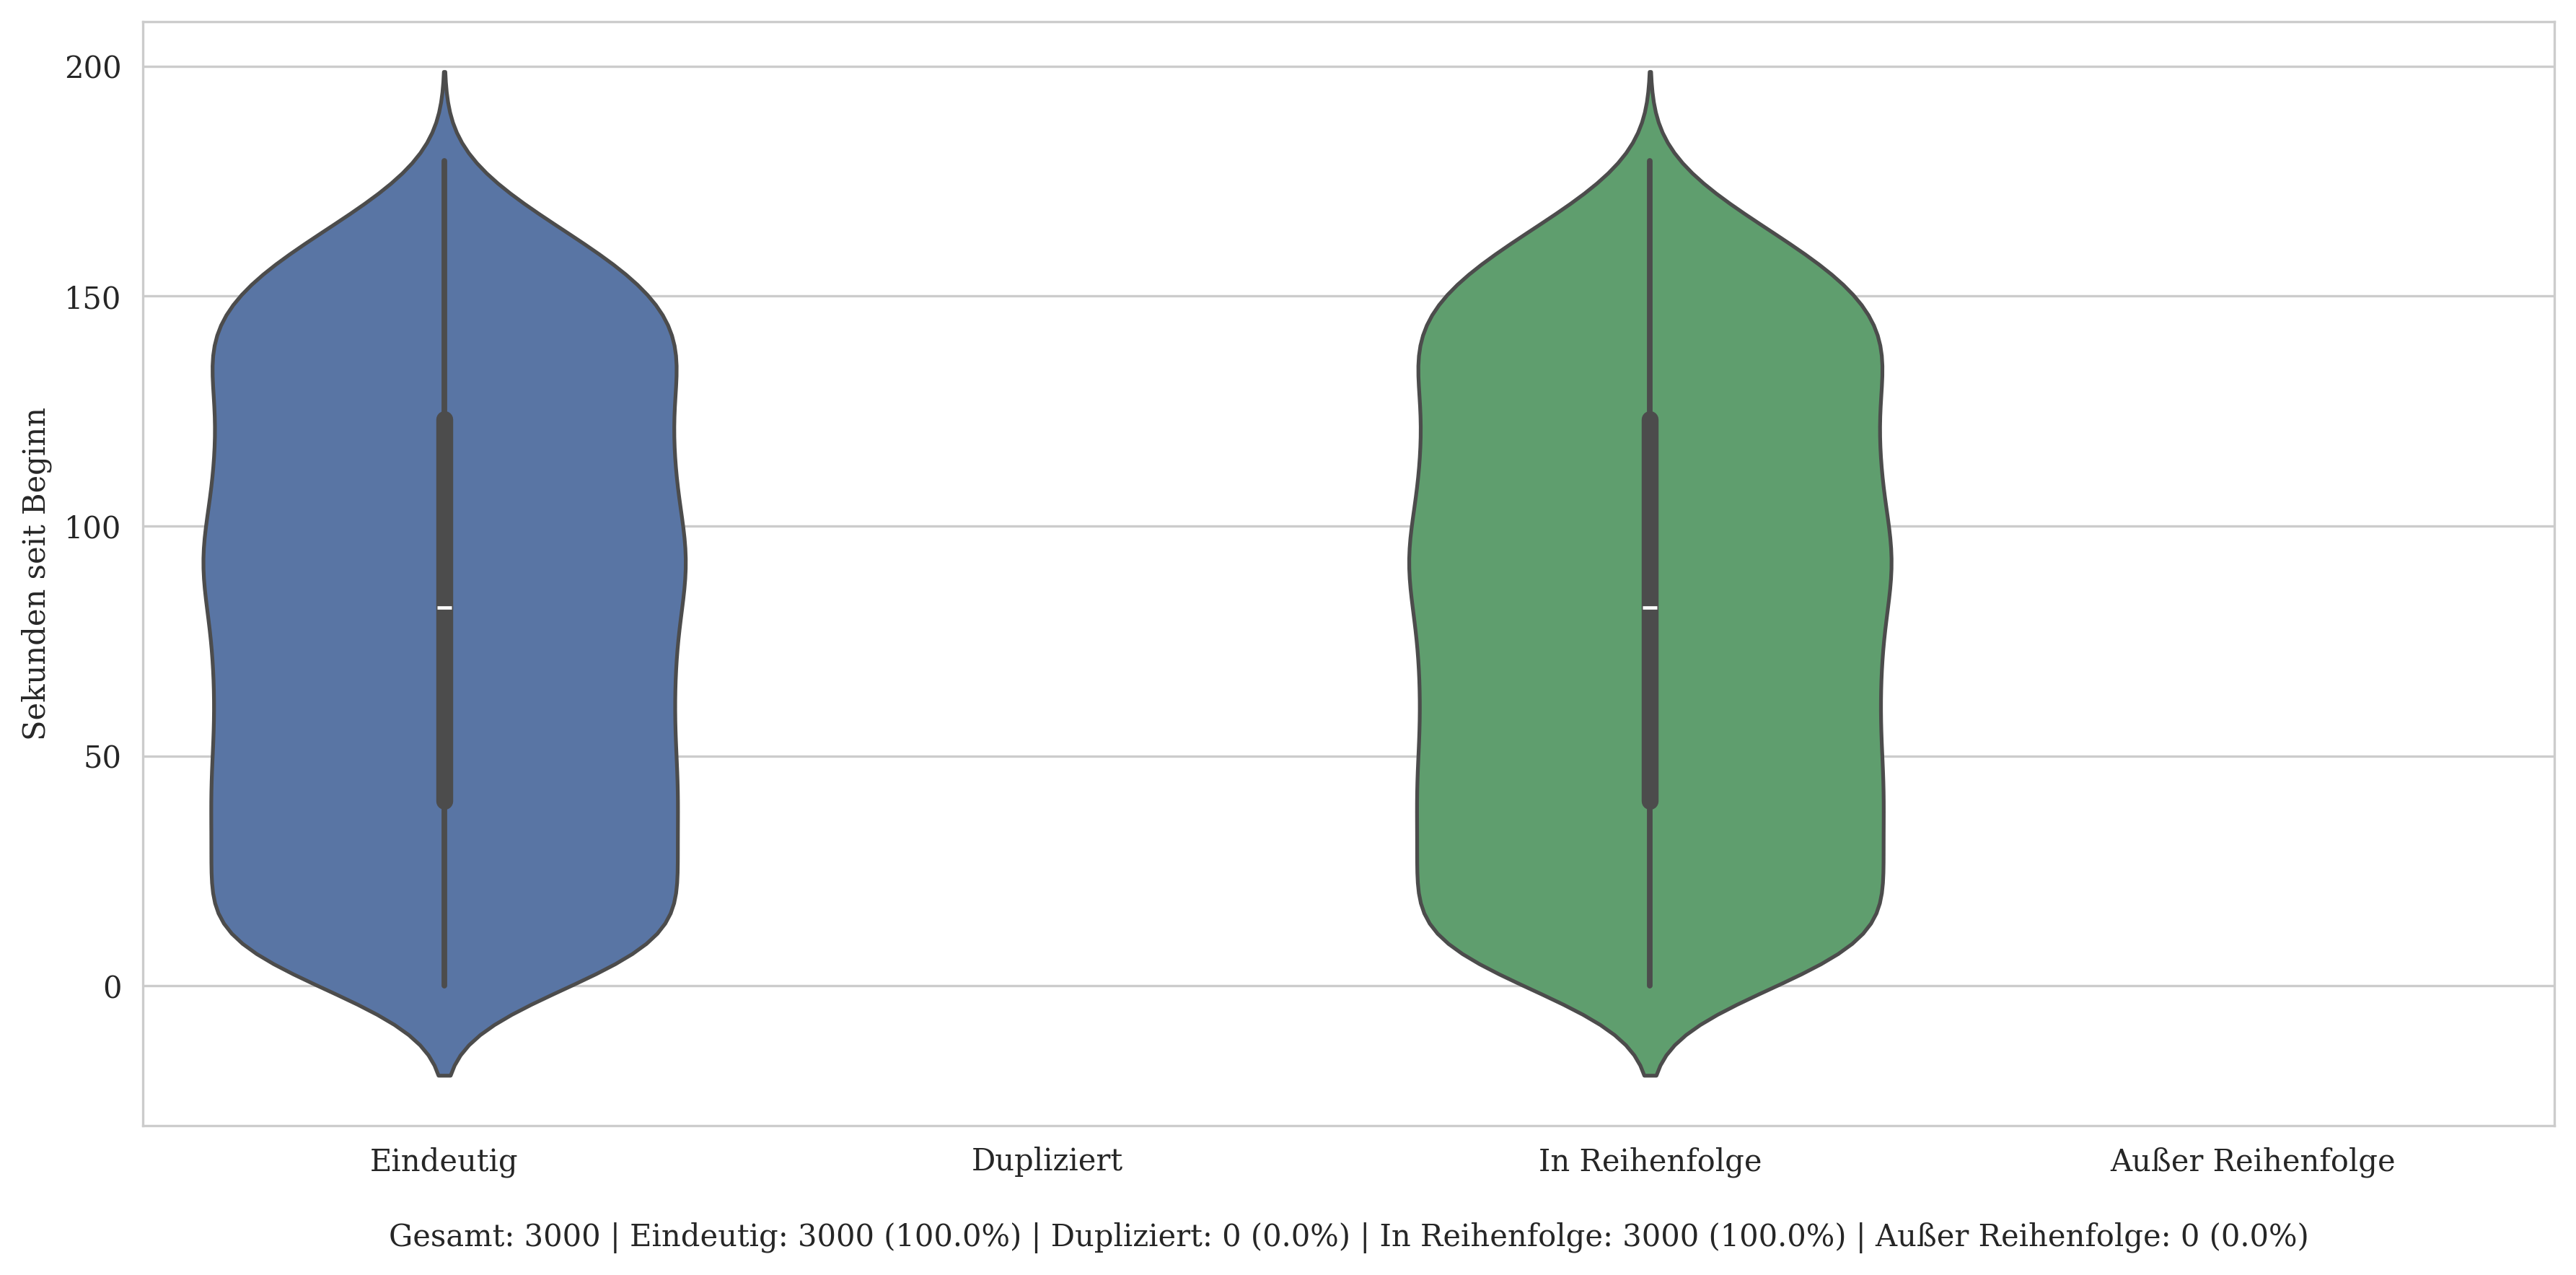 Sekunden seit Beginn
200
150
100
50
0
Eindeutig
Dupliziert
In Reihenfolge
Außer Reihenfolge
Gesamt: 3000 | Eindeutig: 3000 (100.0%) | Dupliziert: 0 (0.0%) | In Reihenfolge: 3000 (100.0%) | Außer Reihenfolge: 0 (0.0%)